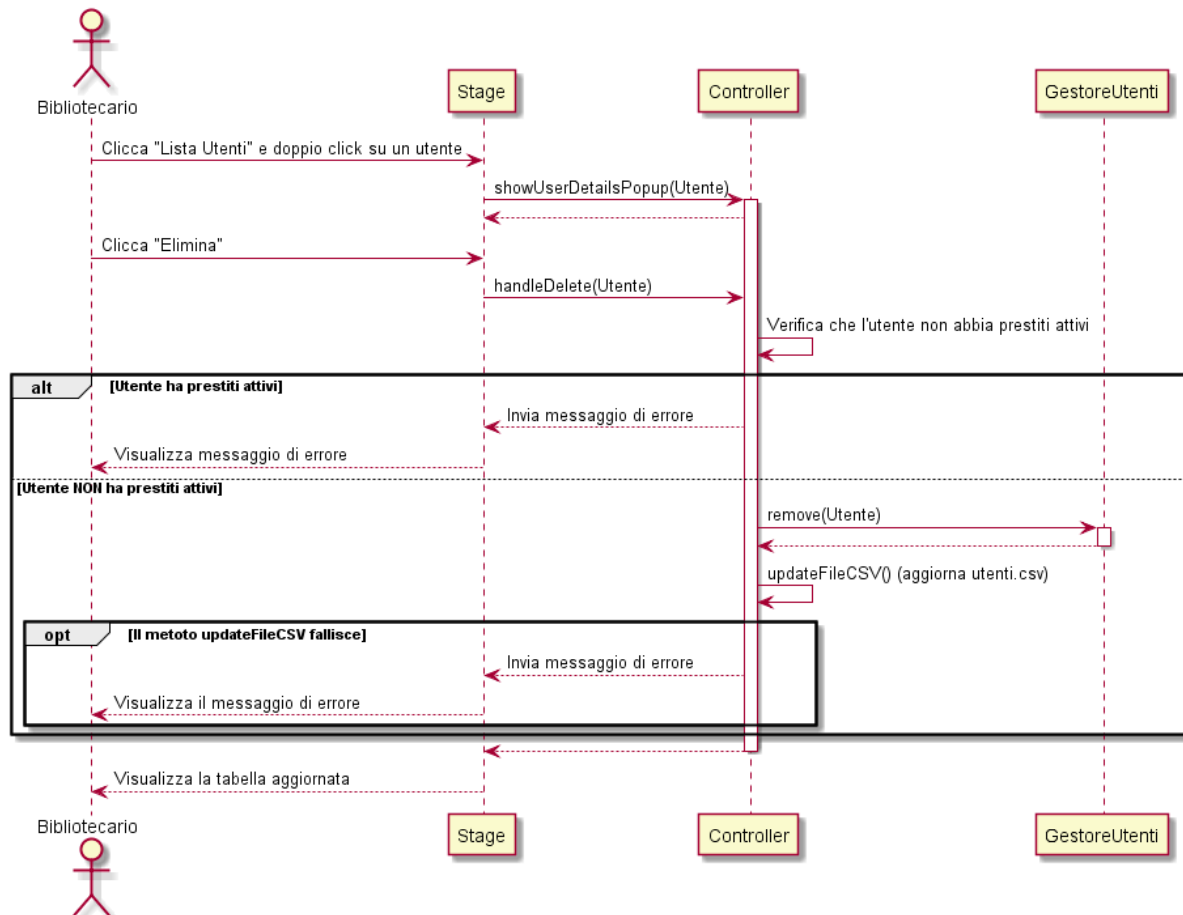 Bibliotecario
Stage
Controller
GestoreUtenti
Clicca "Lista Utenti" e doppio click su un utente
showUserDetailsPopup(Utente)
Clicca "Elimina"
handleDelete(Utente)
Verifica che l'utente non abbia prestiti attivi
alt
[Utente ha prestiti attivi]
Invia messaggio di errore
Visualizza messaggio di errore
[Utente NON ha prestiti attivi]
remove(Utente)
updateFileCSV() (aggiorna utenti.csv)
opt
[Il metoto updateFileCSV fallisce]
Invia messaggio di errore
Visualizza il messaggio di errore
Visualizza la tabella aggiornata
Bibliotecario
Stage
Controller
GestoreUtenti